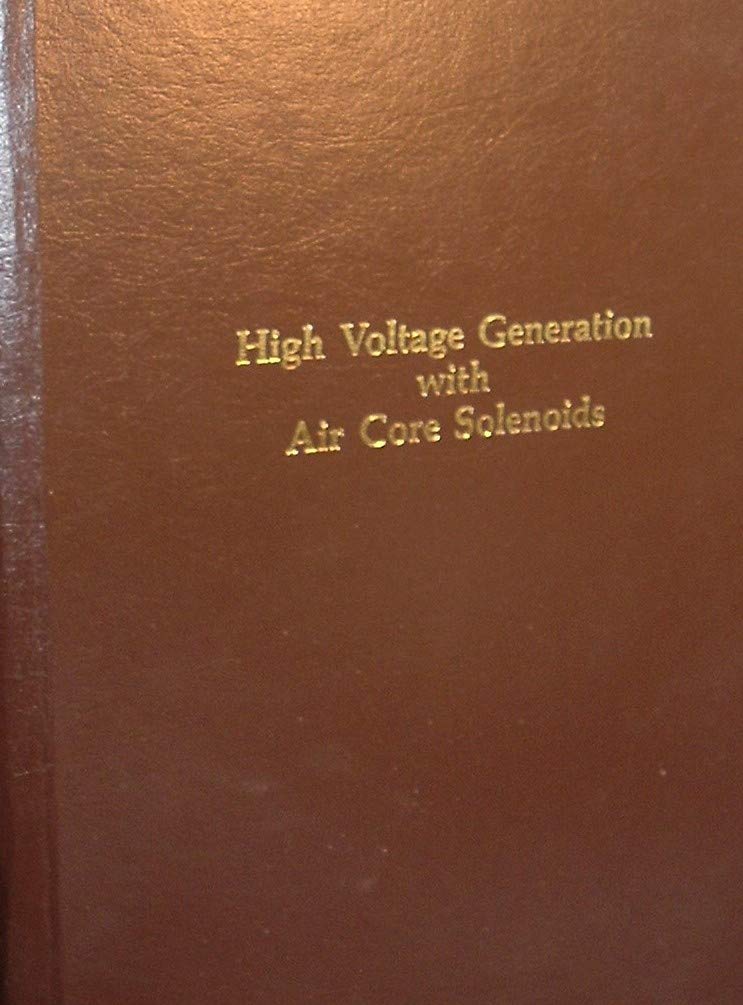 High Voltage Generation
with
Air Core Solenoids